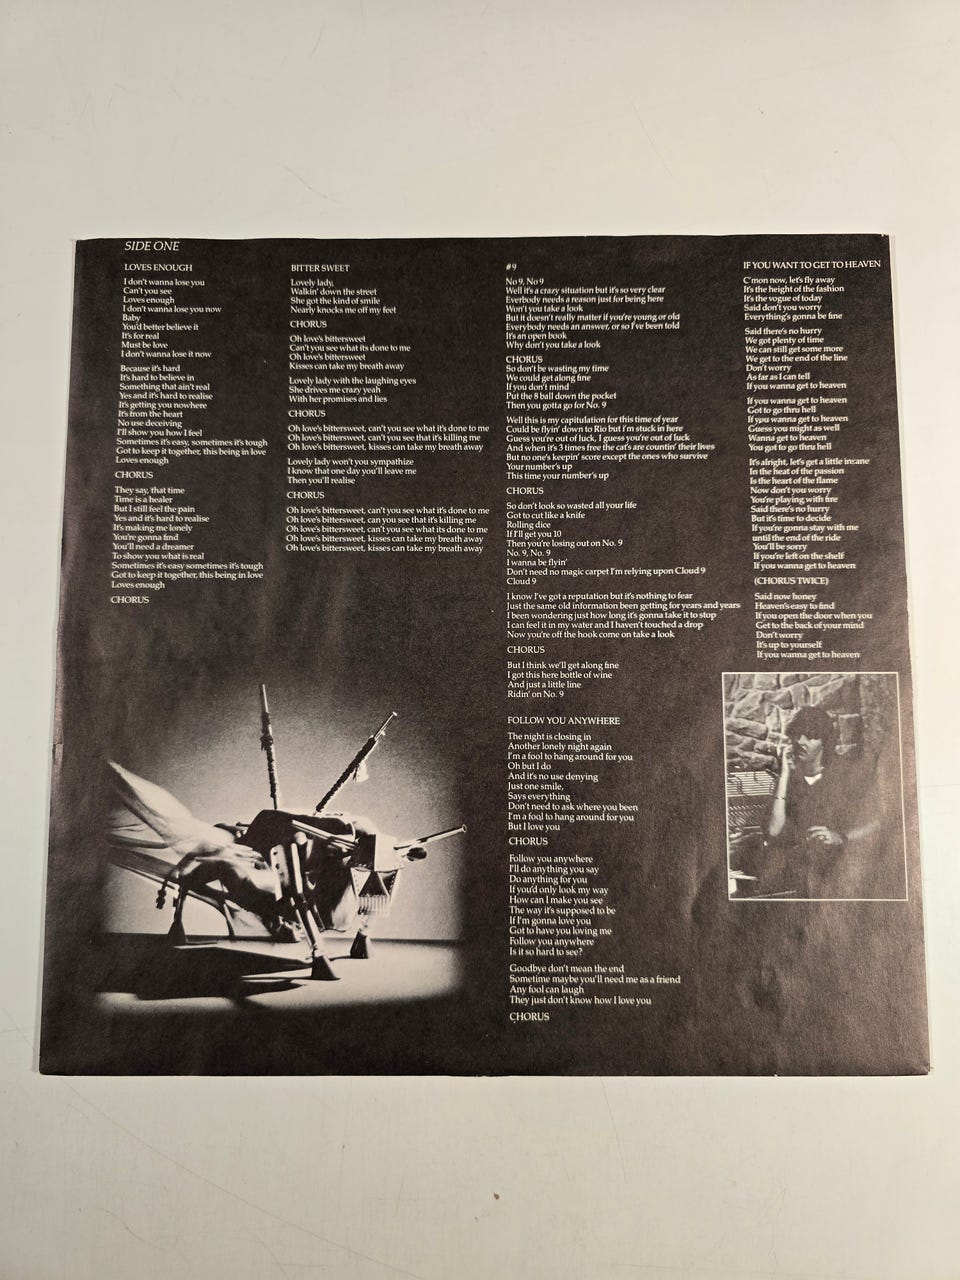 SIDE ONE
LOVES ENOUGH
I don't wanna lose you
Can't you see
Loves enough
I don't wanna lose you now
Baby
You'd better believe it
It's for real
Must be love
I don't wanna lose it now
Because it's hard
It's hard to believe in
Something that ain't real
Yes and it's hard to realise
It's getting you nowhere
It's from the heart
No use deceiving
I'll show you how I feel
Sometimes it's easy, sometimes it's tough
Got to keep it together, this being in love
Loves enough
CHORUS
They say, that time
Time is a healer
But I still feel the pain
Yes and it's hard to realise
It's making me lonely
You're gonna find
You'll need a dreamer
To show you what is real
Sometimes it's easy sometimes it's tough
Got to keep it together, this being in love
Loves enough
CHORUS
BITTER SWEET
Lovely lady,
Walkin' down the street
She got the kind of smile
Nearly knocks me off my feet
CHORUS
Oh love's bittersweet
Can't you see what its done to me
Oh love's bittersweet
Kisses can take my breath away
Lovely lady with the laughing eyes
She drives me crazy yeah
With her promises and lies
CHORUS
Oh love's bittersweet, can't you see what it's done to me
Oh love's bittersweet, can't you see that it's killing me
Oh love's bittersweet, kisses can take my breath away
Lovely lady won't you sympathize
I know that one day you'll leave me
Then you'll realise
CHORUS
Oh love's bittersweet, can't you see what it's done to me
Oh love's bittersweet, can you see that it's killing me
Oh love's bittersweet, can't you see what its done to me
Oh love's bittersweet, kisses can take my breath away
Oh love's bittersweet, kisses can take my breath away
#9
No 9, No 9
Well it's a crazy situation but it's so very clear
Everbody needs a reason just for being here
Won't you take a look
But it doesn't really matter if you're young or old
Everybody needs an answer, or so I've been told
It's an open book
Why don't you take a look
CHORUS
So don't be wasting my time
We could get along fine
If you don't mind
Put the 8 ball down the pocket
Then you gotta go for No. 9
Well this is my capitulation for this time of year
Could be flyin' down to Rio but I'm stuck in here
Guess you're out of luck, I guess you're out of luck
And when it's 3 times free the cat's are countin' their lives
But no one's keepin' score except the ones who survive
Your number's up
This time your number's up
CHORUS
So don't look so wasted all your life
Got to cut like a knife
Rolling dice
If I'll get you 10
Then you're losing out on No. 9
No. 9, No. 9
I wanna be flyin'
Don't need no magic carpet I'm relying upon Cloud 9
Cloud 9
I know I've got a reputation but it's nothing to fear
Just the same old information been getting for years and years
I been wondering just how long it's gonna take it to stop
I can feel it in my water and I haven't touched a drop
Now you're off the hook come on take a look
CHORUS
But I think we'll get along fine
I got this here bottle of wine
And just a little line
Ridin' on No. 9
FOLLOW YOU ANYWHERE
The night is closing in
Another lonely night again
I'm a fool to hang around for you
Oh but I do
And it's no use denying
Just one smile,
Says everything
Don't need to ask where you been
I'm a fool to hang around for you
But I love you
CHORUS
Follow you anywhere
I'll do anything you say
Do anything for you
If you'd only look my way
How can I make you see
The way it's supposed to be
If I'm gonna love you
Got to have you loving me
Follow you anywhere
Is it so hard to see?
Goodbye don't mean the end
Sometime maybe you'll need me as a friend
Any fool can laugh
They just don't know how I love you
CHORUS
IF YOU WANT TO GET TO HEAVEN
C'mon now, let's fly away
It's the height of the fashion
It's the vogue of today
Said don't you worry
Everything's gonna be fine
Said there's no hurry
We got plenty of time
We can still get some more
We get to the end of the line
Don't worry
As far as I can tell
If you wanna get to heaven
If you wanna get to heaven
Got to go thru hell
If you wanna get to heaven
Guess you might as well
Wanna get to heaven
You got to go thru hell
It's alright, let's get a little insane
In the heat of the passion
Is the heart of the flame
Now don't you worry
You're playing with fire
Said there's no hurry
But it's time to decide
If you're gonna stay with me
until the end of the ride
You'll be sorry
If you're left on the shelf
If you wanna get to heaven
(CHORUS TWICE)
Said now honey
Heaven's easy to find
If you open the door when you
Get to the back of your mind
Don't worry
It's up to yourself
If you wanna get to heaven